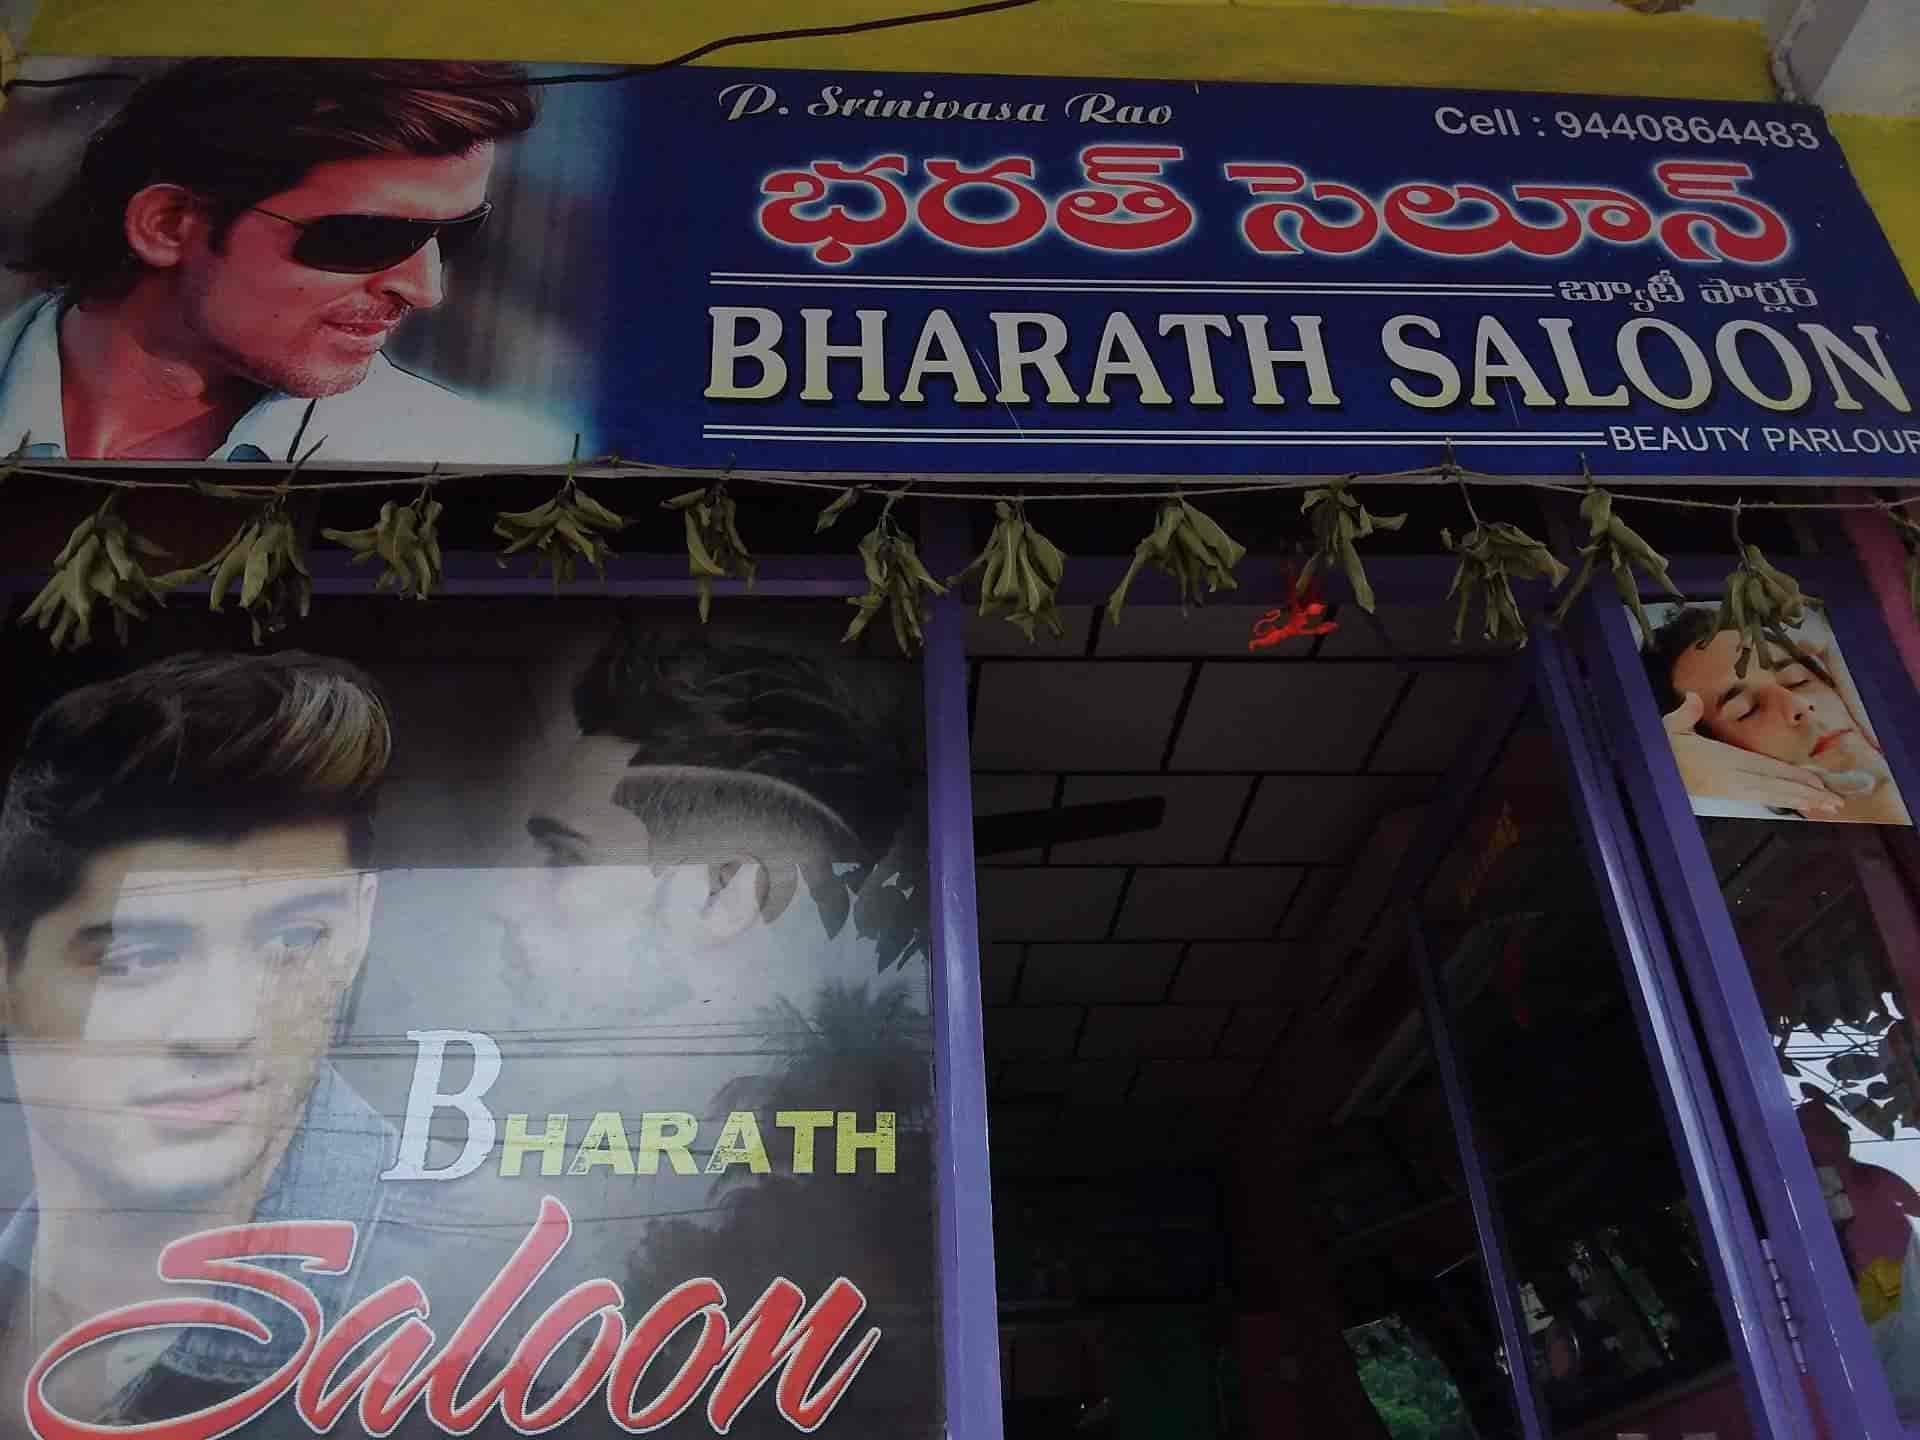 P. Srinivasa Rao
Cell : 9440864483
భరత్ సెలూన్
బ్యూటీ పార్లర్
BHARATH SALOON
BEAUTY PARLOUR
BHARATH
Saloon